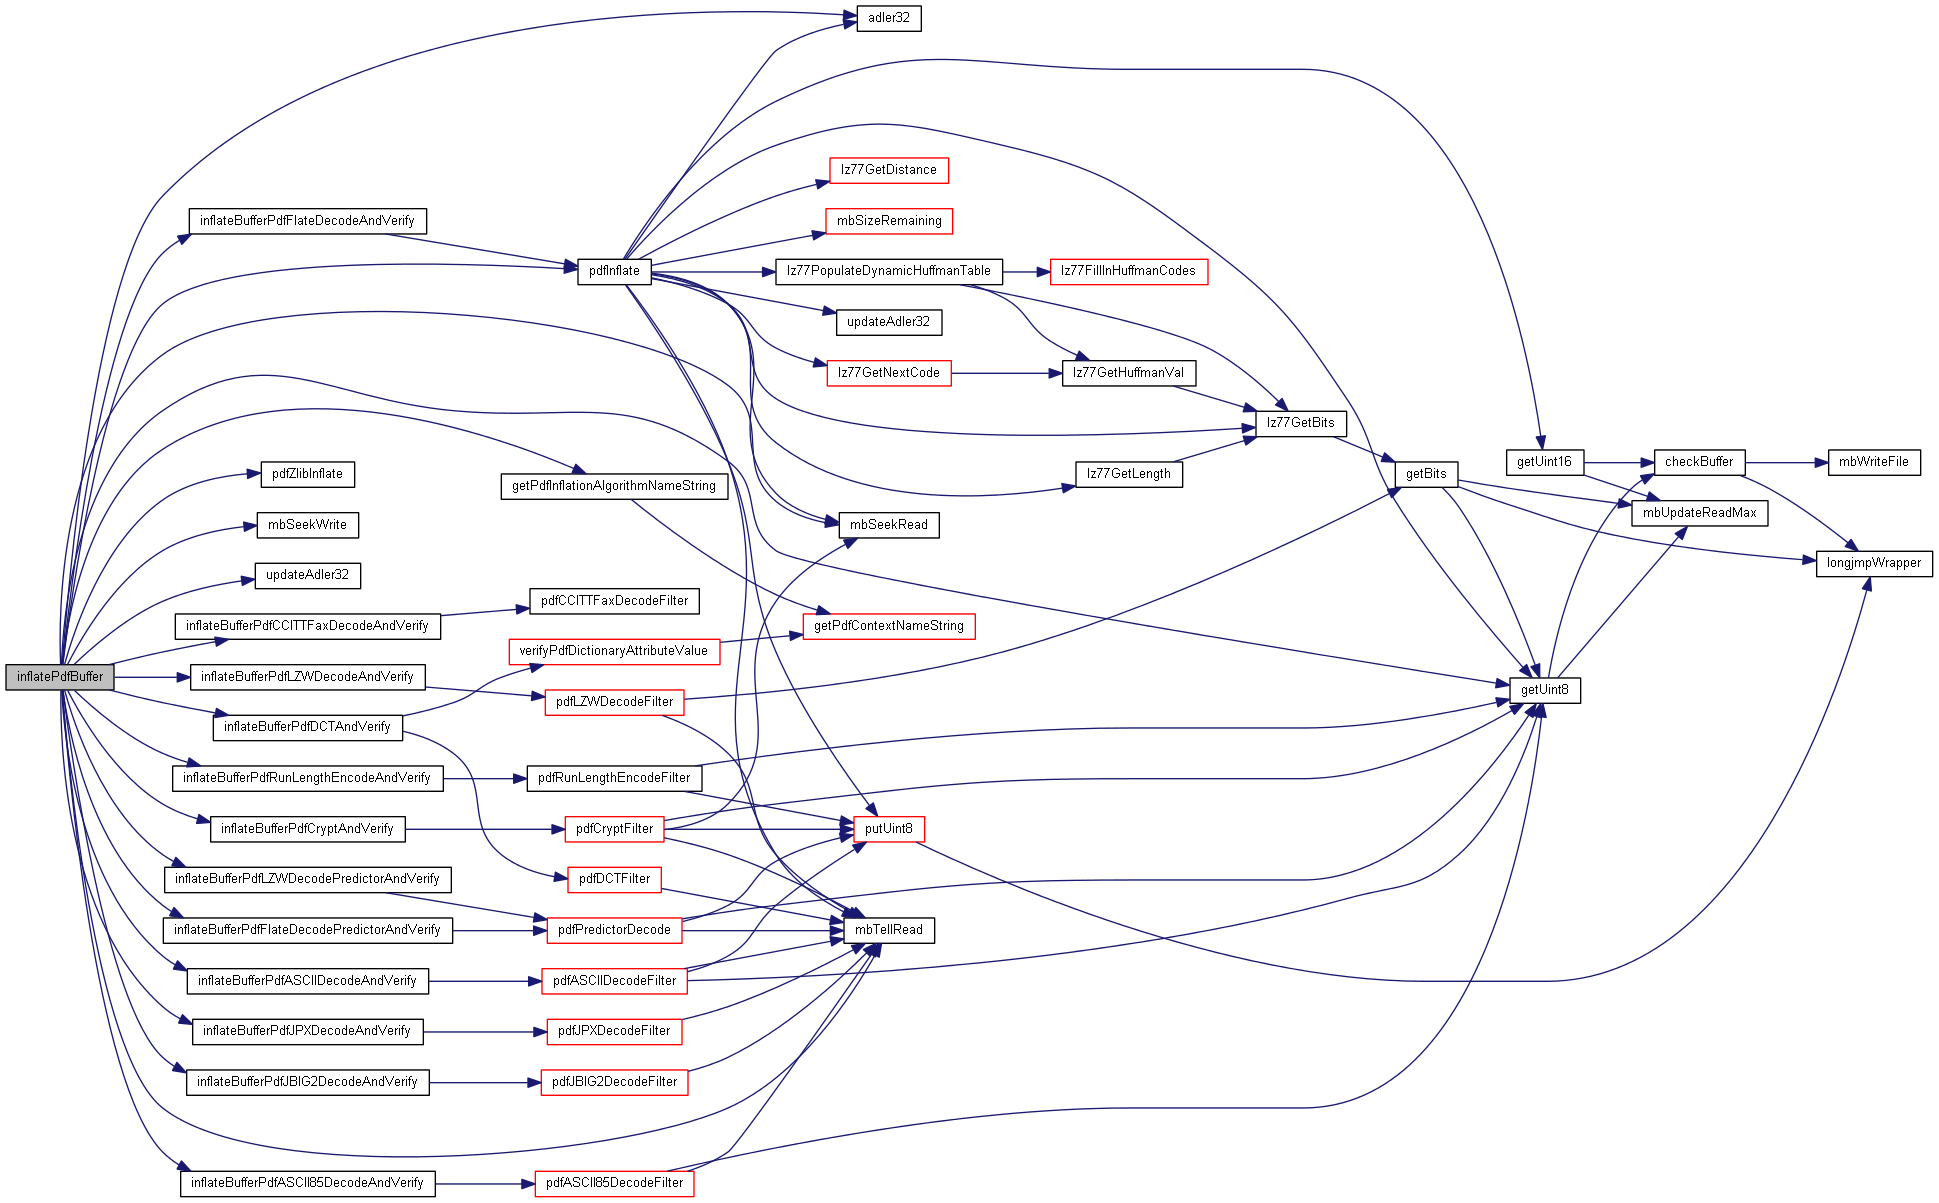 adler32
lz77GetDistance
inflateBufferPdfFlateDecodeAndVerify
mbSizeRemaining
pdfInflate
lz77PopulateDynamicHuffmanTable
lz77FillInHuffmanCodes
updateAdler32
lz77GetNextCode
lz77GetHuffmanVal
lz77GetBits
pdfZlibInflate
getPdfInflationAlgorithmNameString
lz77GetLength
getBits
getUint16
checkBuffer
mbWriteFile
mbSeekWrite
mbSeekRead
mbUpdateReadMax
longjmpWrapper
updateAdler32
pdfCCITTFaxDecodeFilter
inflateBufferPdfCCITTFaxDecodeAndVerify
getPdfContextNameString
verifyPdfDictionaryAttributeValue
inflatePdfBuffer
inflateBufferPdfLZWDecodeAndVerify
getUint8
pdfLZWDecodeFilter
inflateBufferPdfDCTAndVerify
inflateBufferPdfRunLengthEncodeAndVerify
pdfRunLengthEncodeFilter
inflateBufferPdfCryptAndVerify
pdfCryptFilter
putUint8
inflateBufferPdfLZWDecodePredictorAndVerify
pdfDCTFilter
inflateBufferPdfFlateDecodePredictorAndVerify
pdfPredictorDecode
mbTellRead
inflateBufferPdfASCIIDecodeAndVerify
pdfASCIIDecodeFilter
inflateBufferPdfJPXDecodeAndVerify
pdfJPXDecodeFilter
inflateBufferPdfJBIG2DecodeAndVerify
pdfJBIG2DecodeFilter
inflateBufferPdfASCII85DecodeAndVerify
pdfASCII85DecodeFilter